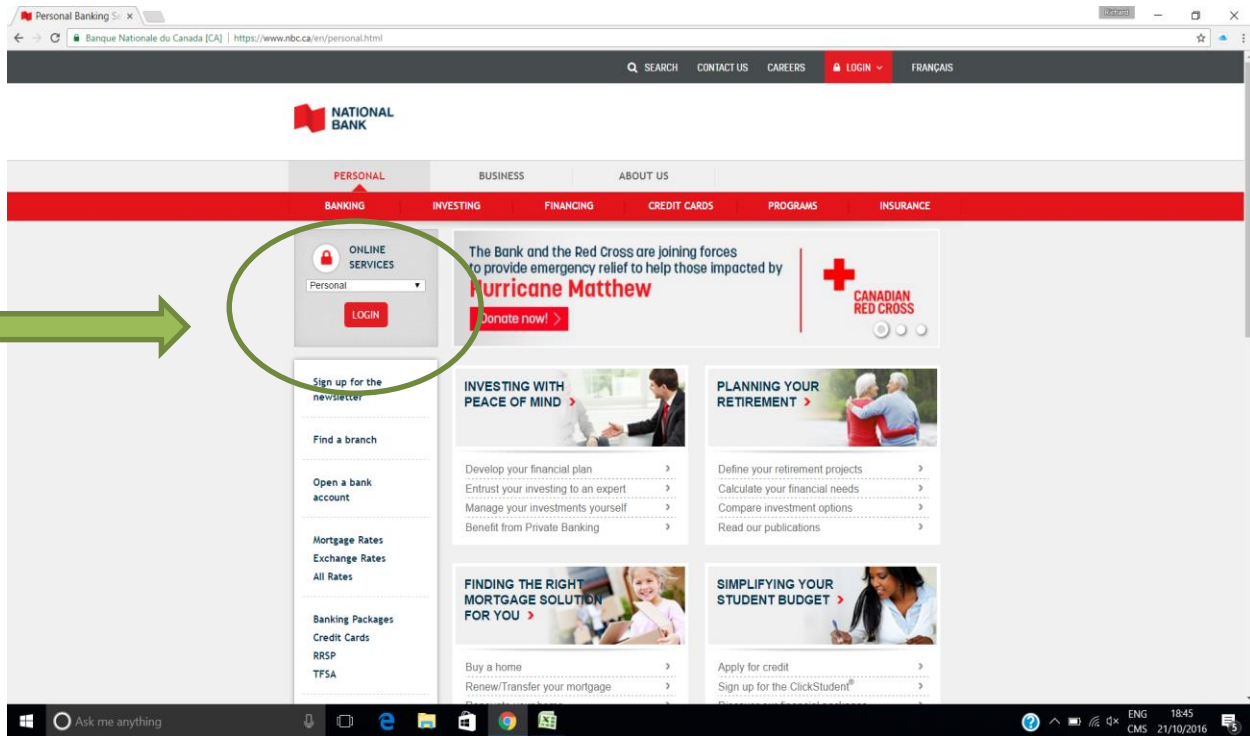 Personal Banking Se
Richard
Banque Nationale du Canada [CA] | https://www.nbc.ca/en/personal.html
SEARCH CONTACT US CAREERS LOGIN FRANÇAIS
NATIONAL
BANK
PERSONAL BUSINESS ABOUT US
BANKING INVESTING FINANCING CREDIT CARDS PROGRAMS INSURANCE
ONLINE
SERVICES
Personal
LOGIN
The Bank and the Red Cross are joining forces
to provide emergency relief to help those impacted by
Hurricane Matthew
Donate now!
CANADIAN
RED CROSS
Sign up for the
newsletter
Find a branch
Open a bank
account
Mortgage Rates
Exchange Rates
All Rates
Banking Packages
Credit Cards
RRSP
TFSA
INVESTING WITH
PEACE OF MIND
Develop your financial plan
Entrust your investing to an expert
Manage your investments yourself
Benefit from Private Banking
PLANNING YOUR
RETIREMENT
Define your retirement projects
Calculate your financial needs
Compare investment options
Read our publications
FINDING THE RIGHT
MORTGAGE SOLUTION
FOR YOU
Buy a home
Renew/Transfer your mortgage
SIMPLIFYING YOUR
STUDENT BUDGET
Apply for credit
Sign up for the ClickStudent®
Ask me anything
ENG 18:45
CMS 21/10/2016
5